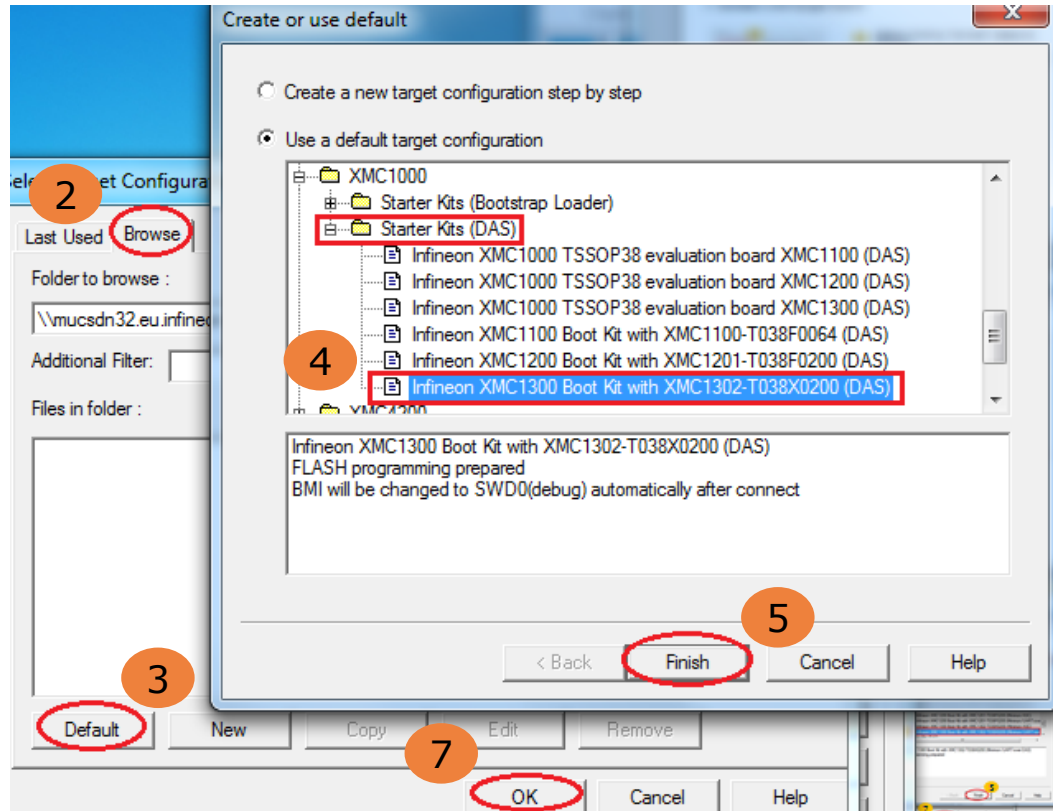 Create or use default
Create a new target configuration step by step
Use a default target configuration
XMC1000
Starter Kits (Bootstrap Loader)
Starter Kits (DAS)
Infineon XMC1000 TSSOP38 evaluation board XMC1100 (DAS)
Infineon XMC1000 TSSOP38 evaluation board XMC1200 (DAS)
Infineon XMC1000 TSSOP38 evaluation board XMC1300 (DAS)
Infineon XMC1100 Boot Kit with XMC1100-T038F0064 (DAS)
Infineon XMC1200 Boot Kit with XMC1201-T038F0200 (DAS)
4
Infineon XMC1300 Boot Kit with XMC1302-T038X0200 (DAS)
XMC4200
Infineon XMC1300 Boot Kit with XMC1302-T038X0200 (DAS)
FLASH programming prepared
BMI will be changed to SWD0(debug) automatically after connect
5
< Back Finish Cancel Help
2
et Configura
Last Used Browse
Folder to browse :
\\mucsdn32.eu.infineo
Additional Filter:
Files in folder :
3
Default New Copy Edit Remove
7
OK Cancel Help